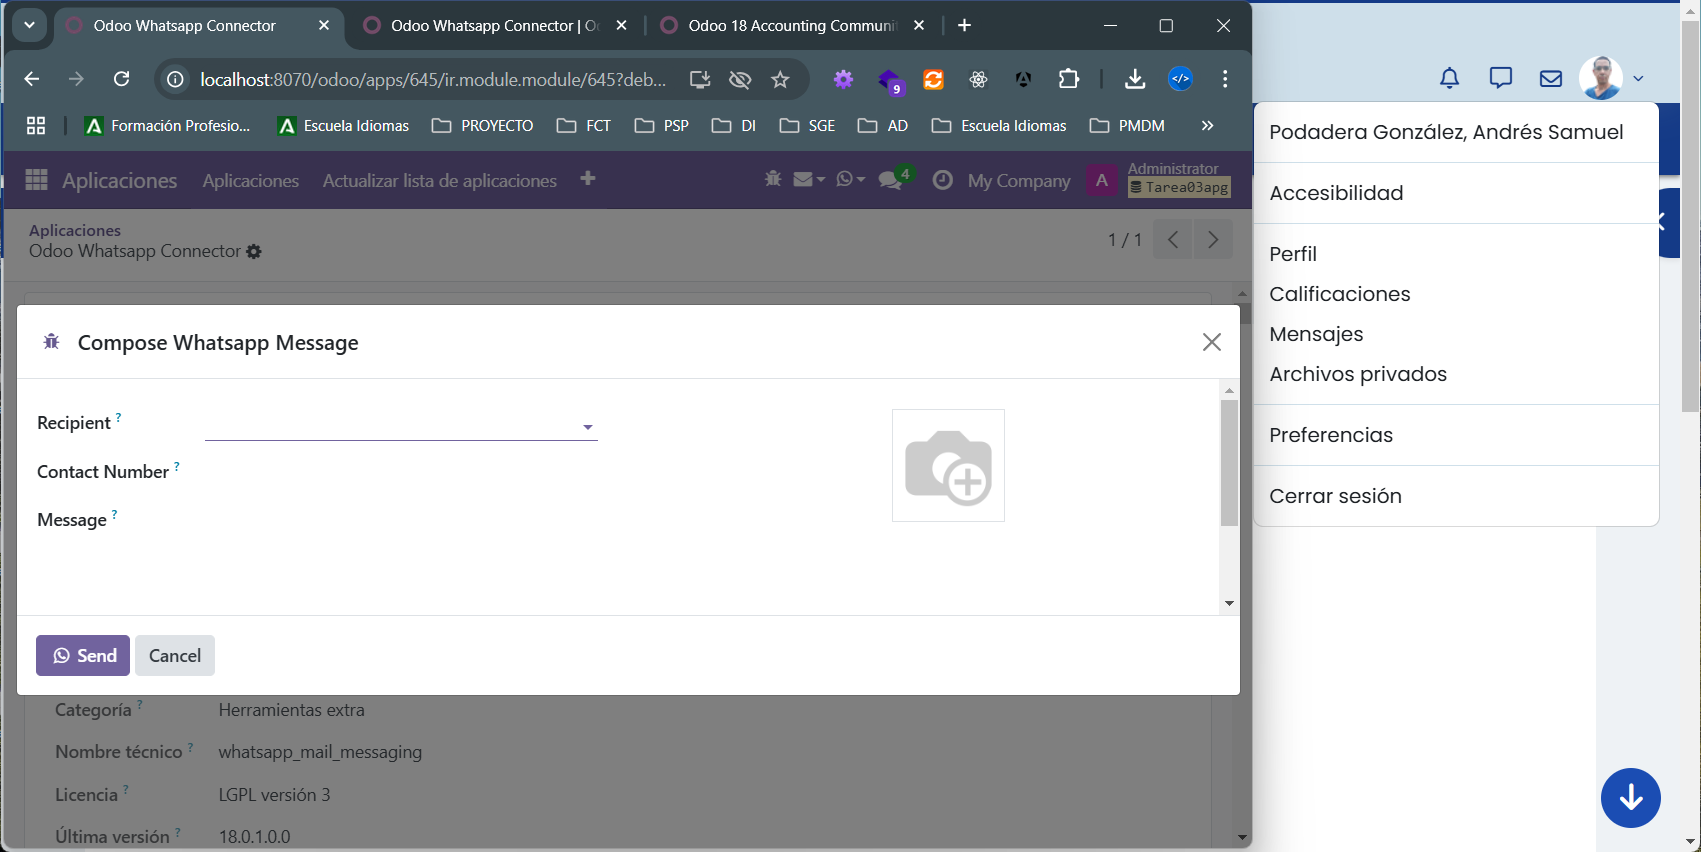 Odoo Whatsapp Connector
Odoo Whatsapp Connector | O
Odoo 18 Accounting Communi
localhost:8070/odoo/apps/645/ir.module.module/645?deb...
9
Formación Profesio...
Escuela Idiomas
PROYECTO
FCT
PSP
DI
SGE
AD
Escuela Idiomas
PMDM
Aplicaciones
Aplicaciones
Actualizar lista de aplicaciones
4
My Company
A
Administrator
Tarea03apg
Aplicaciones
Odoo Whatsapp Connector
1 / 1
Compose Whatsapp Message
Recipient ?
Contact Number ?
Message ?
Send
Cancel
Categoría ? Herramientas extra
Nombre técnico ? whatsapp_mail_messaging
Licencia ? LGPL versión 3
Última versión ? 18.0.1.0.0
Podadera González, Andrés Samuel
Accesibilidad
Perfil
Calificaciones
Mensajes
Archivos privados
Preferencias
Cerrar sesión